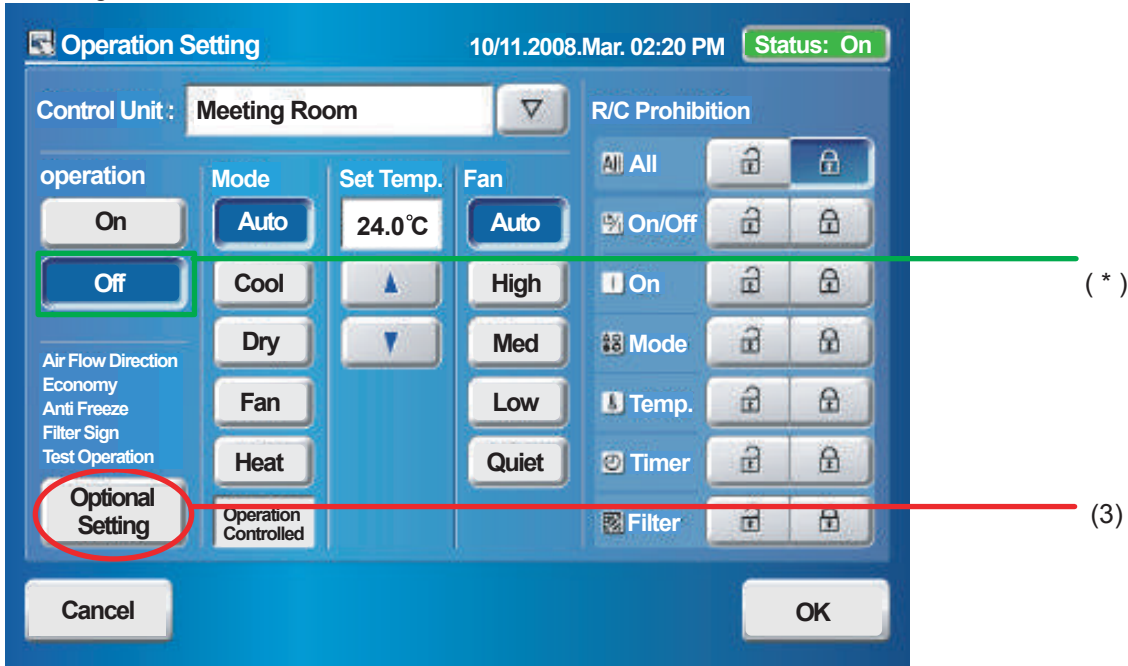 Operation Setting
10/11.2008.Mar. 02:20 PM
Status: On
Control Unit : Meeting Room
R/C Prohibition
operation
On
Off
Mode
Auto
Cool
Dry
Fan
Heat
Operation
Controlled
Set Temp.
24.0°C
Fan
Auto
High
Med
Low
Quiet
All All
On/Off
On
Mode
Temp.
Timer
Filter
Air Flow Direction
Economy
Anti Freeze
Filter Sign
Test Operation
Optional
Setting
Cancel
OK
( * )
(3)